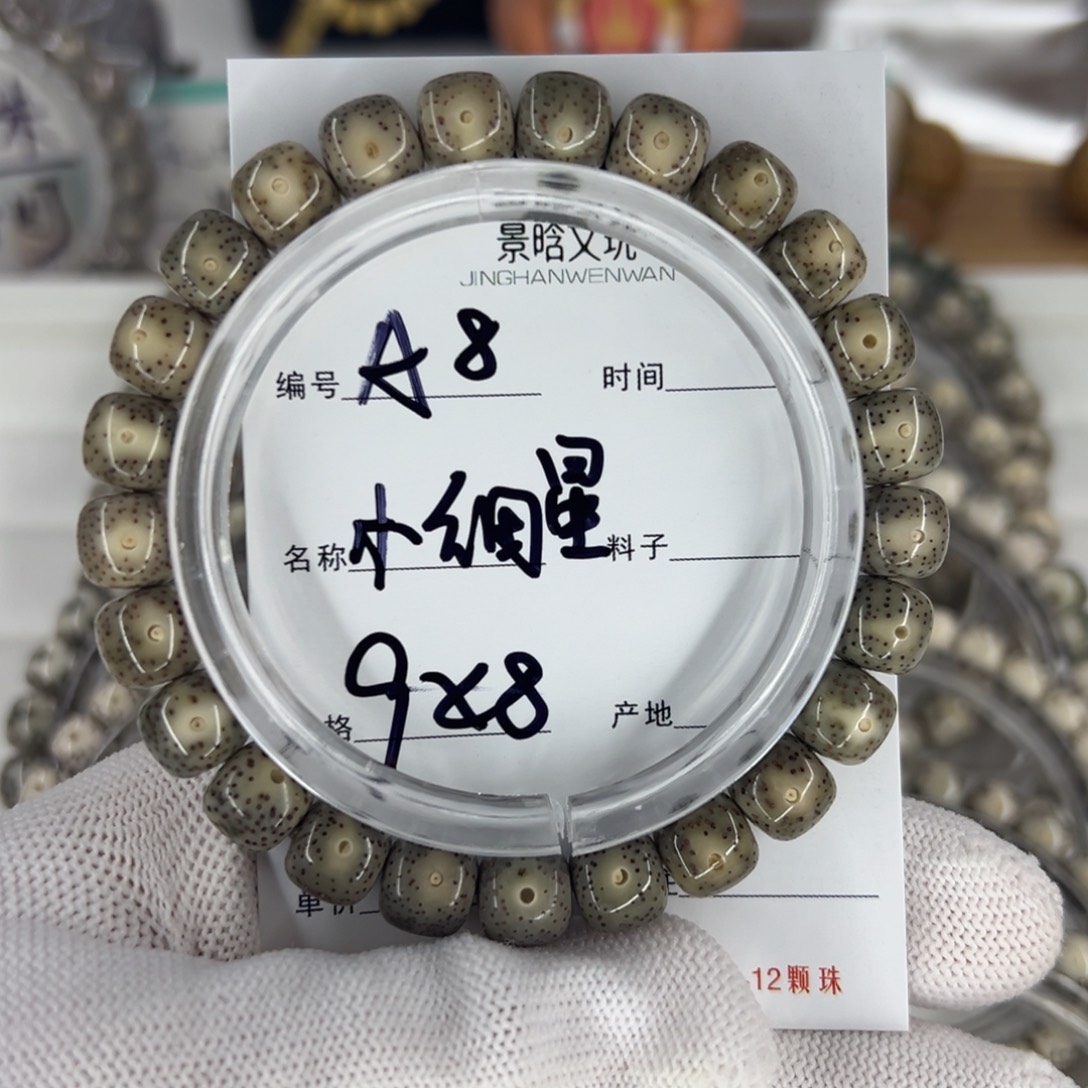 景晗文玩
JINGHANWENWAN
编号 A8 时间
名称 小细星 料子
格 9x8 产地
单价
12颗珠